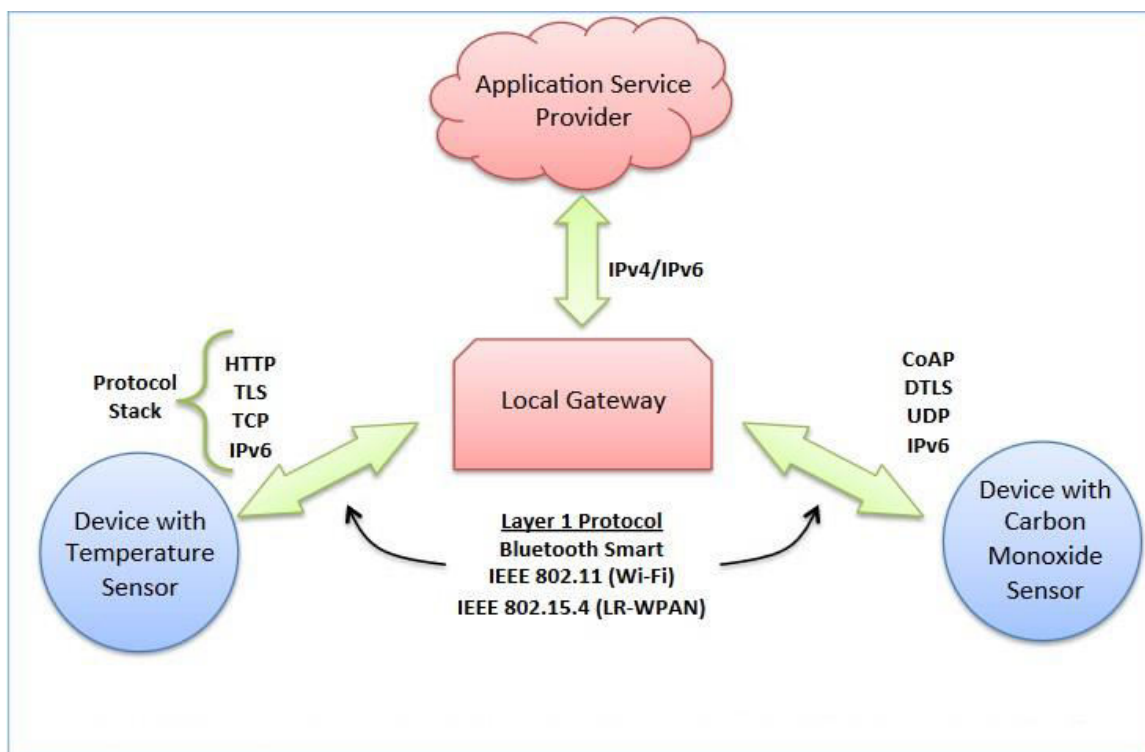 Application Service
Provider
IPv4/IPv6
Protocol
Stack
HTTP
TLS
TCP
IPv6
Local Gateway
CoAP
DTLS
UDP
IPv6
Device with
Temperature
Sensor
Layer 1 Protocol
Bluetooth Smart
IEEE 802.11 (Wi-Fi)
IEEE 802.15.4 (LR-WPAN)
Device with
Carbon
Monoxide
Sensor